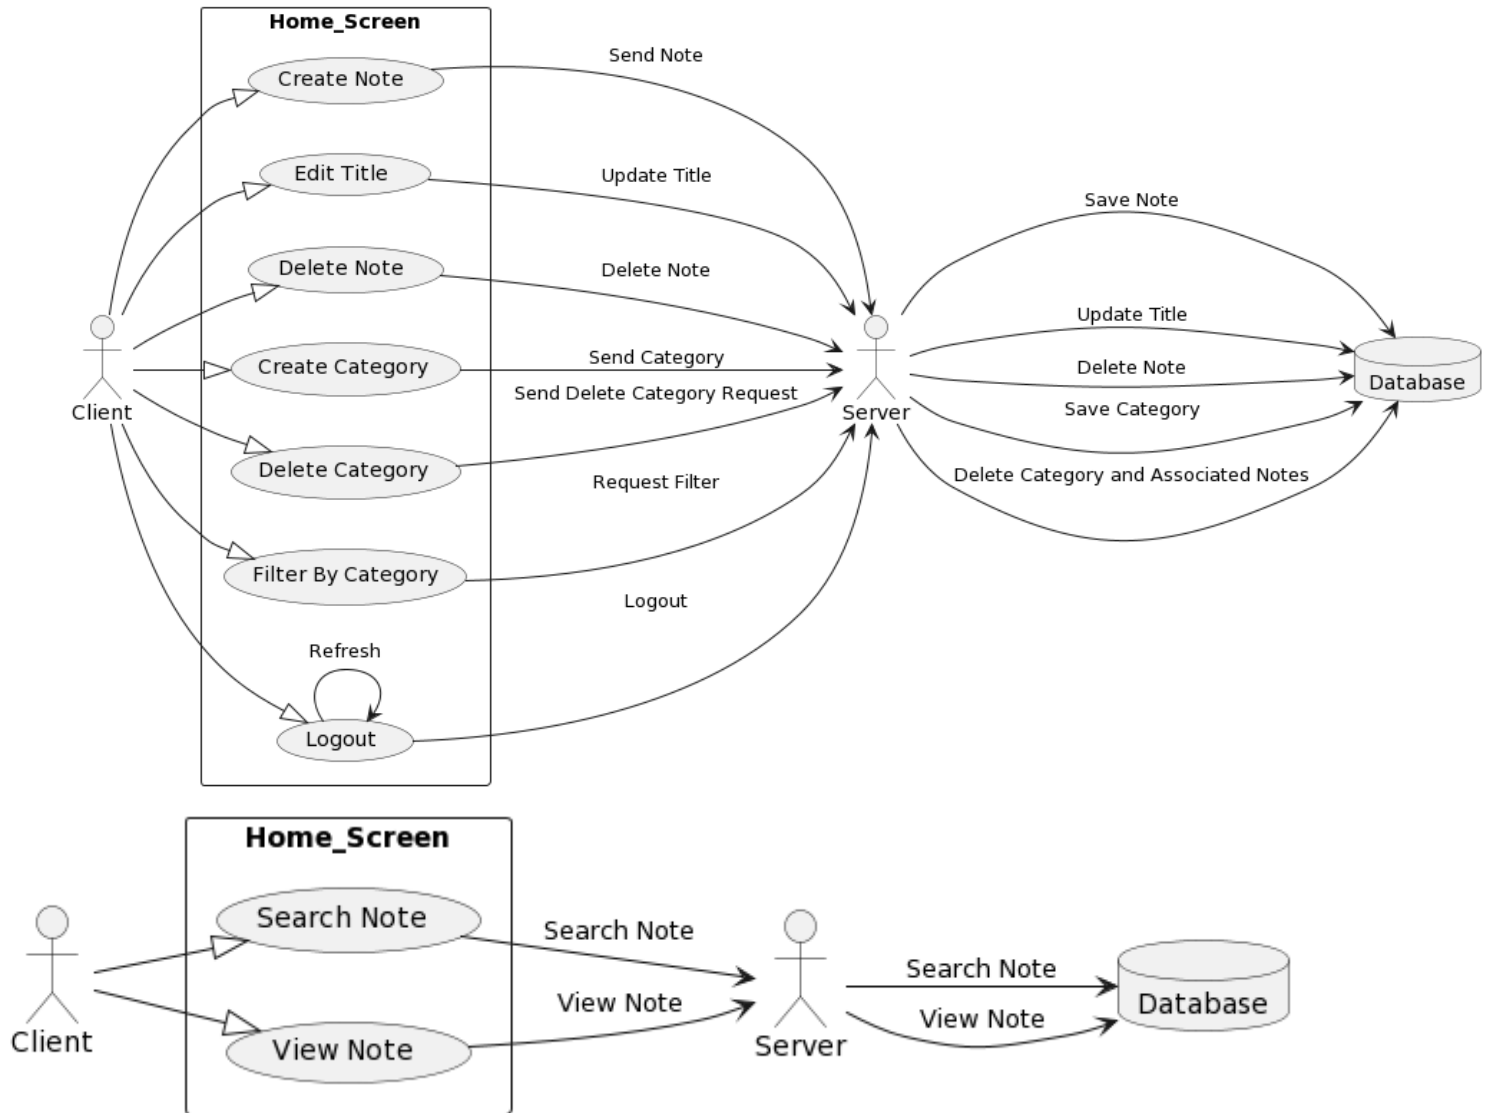 Home_Screen
Create Note
Send Note
Edit Title
Update Title
Save Note
Delete Note
Delete Note
Update Title
Client
Create Category
Send Category
Server
Delete Note
Database
Send Delete Category Request
Save Category
Delete Category
Request Filter
Delete Category and Associated Notes
Filter By Category
Logout
Refresh
Logout
Home_Screen
Search Note
Search Note
Search Note
View Note
View Note
View Note
Client
Server
Database